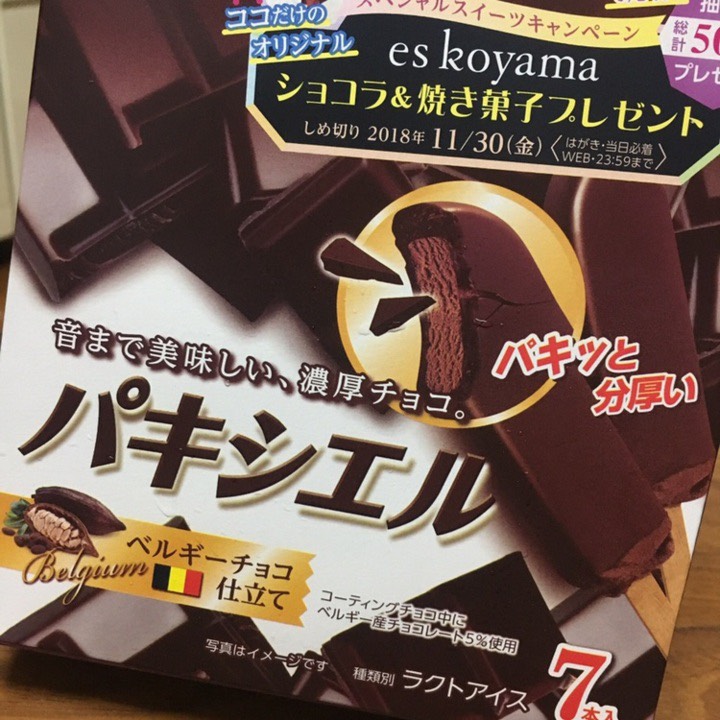 ココだけの
オリジナル
スペシャルスイーツキャンペーン
es koyama
ショコラ&焼き菓子プレゼント
しめ切り 2018年 11/30(金)
はがき・当日必着
WEB・23:59まで
抽
総計 50
プレゼ
音まで美味しい、濃厚チョコ。
パキッと
分厚い
パキシエル
Belgium
ベルギーチョコ
仕立て
コーティングチョコ中に
ベルギー産チョコレート5%使用
写真はイメージです
種類別 ラクトアイス
7本入